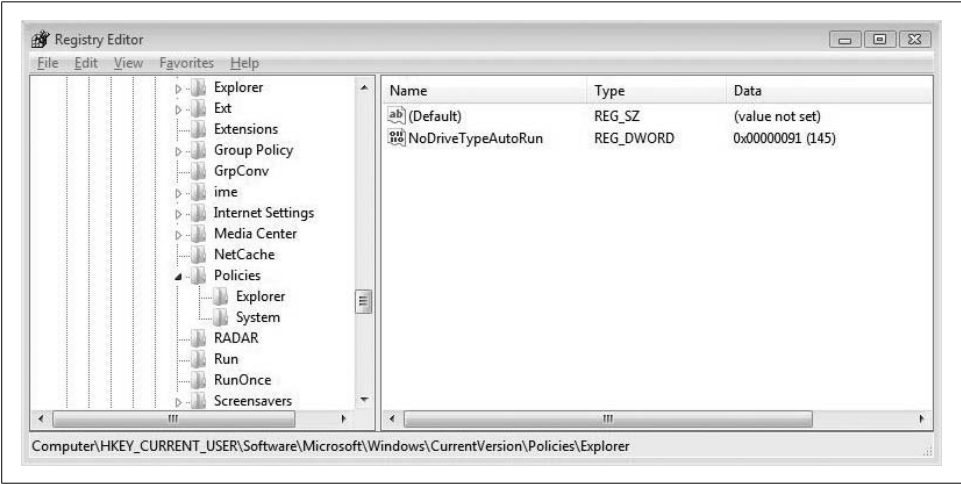 Registry Editor
File Edit View Favorites Help
Explorer
Ext
Extensions
Group Policy
GrpConv
ime
Internet Settings
Media Center
NetCache
Policies
Explorer
System
RADAR
Run
RunOnce
Screensavers
Name Type Data
(Default) REG_SZ (value not set)
NoDriveTypeAutoRun REG_DWORD 0x00000091 (145)
Computer\HKEY_CURRENT_USER\Software\Microsoft\Windows\CurrentVersion\Policies\Explorer